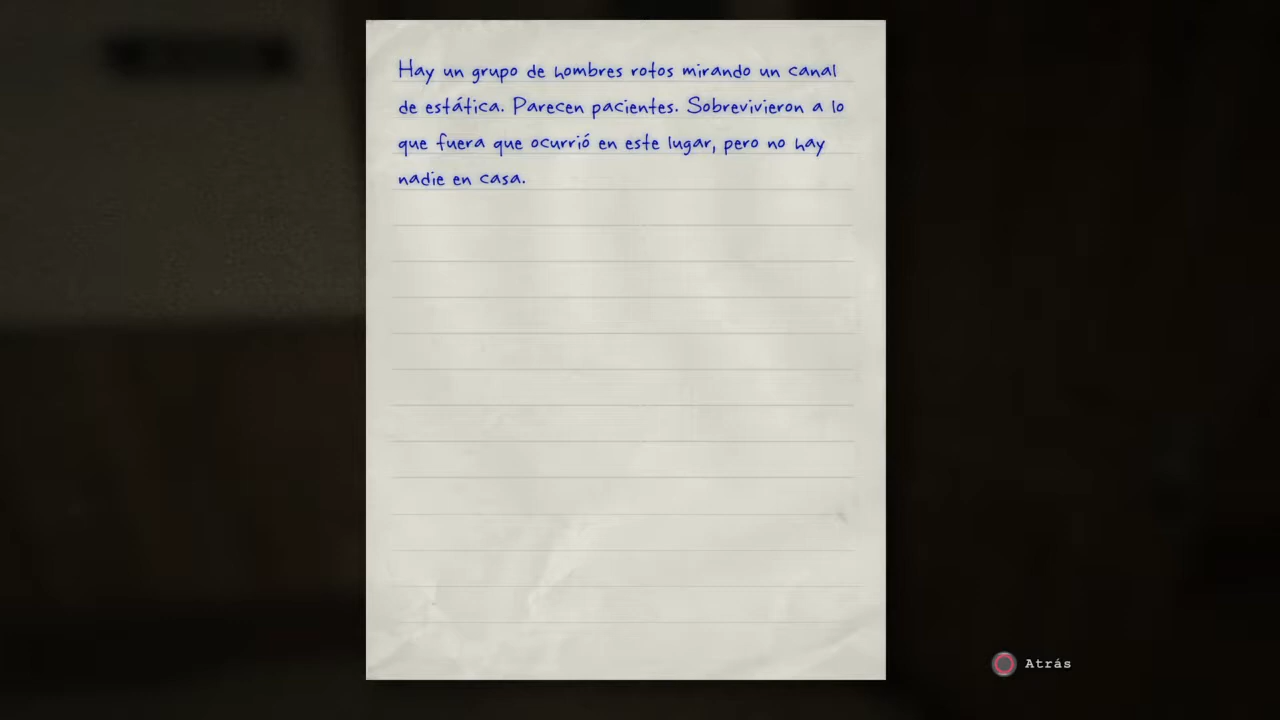 Hay un grupo de hombres rotos mirando un canal
de estática. Parecen pacientes. Sobrevivieron a lo
que fuera que ocurrió en este lugar, pero no hay
nadie en casa.
Atrás